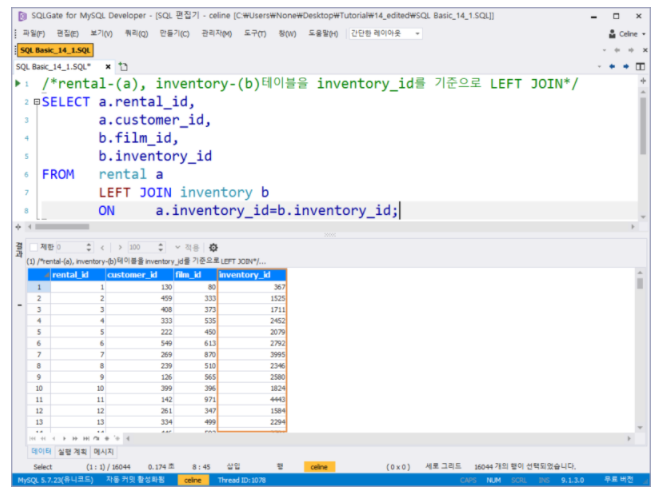 SQLGate for MySQL Developer - [SQL 편집기 - celine [C:₩Users₩None₩Desktop₩Tutorial₩14_edited₩SQL Basic_14_1.SQL]]
파일(F) 편집(E) 보기(V) 쿼리(Q) 만들기(C) 관리자(M) 도구(T) 창(W) 도움말(H) 간단한 레이아웃 Celine
SQL Basic_14_1.SQL
SQL Basic_14_1.SQL*
1 /*rental-(a), inventory-(b)테이블을 inventory_id를 기준으로 LEFT JOIN*/
2 SELECT a.rental_id,
3 a.customer_id,
4 b.film_id,
5 b.inventory_id
6 FROM rental a
7 LEFT JOIN inventory b
8 ON a.inventory_id=b.inventory_id;
결과
제한 0 100 적용
(1) /*rental-(a), inventory-(b)테이블을 inventory_id를 기준으로 LEFT JOIN*/...
rental_id customer_id film_id inventory_id
1 1 130 80 367
2 2 459 333 1525
3 3 408 373 1711
4 4 333 535 2452
5 5 222 450 2079
6 6 549 613 2792
7 7 269 870 3995
8 8 239 510 2346
9 9 126 565 2580
10 10 399 396 1824
11 11 142 971 4443
12 12 261 347 1584
13 13 334 499 2294
데이터 실행 계획 메시지
Select (1 : 1) / 16044 0.174 초 8 : 45 삽입 행 celine (0 x 0) 세로 그리드 16044 개의 행이 선택되었습니다.
MySQL 5.7.23(유니코드) 자동 커밋 활성화됨 celine Thread ID: 1078 CAPS NUM SCRL INS 9.1.3.0 무료 버전